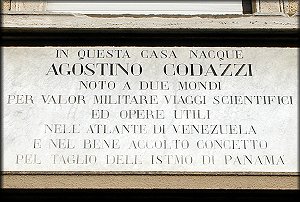 IN QUESTA CASA NACQUE
AGOSTINO CODAZZI
NOTO A DUE MONDI
PER VALOR MILITARE VIAGGI SCIENTIFICI
ED OPERE UTILI
NELL'ATLANTE DI VENEZUELA
E NEL BENE ACCOLTO CONCETTO
PEL TAGLIO DELL'ISTMO DI PANAMÁ